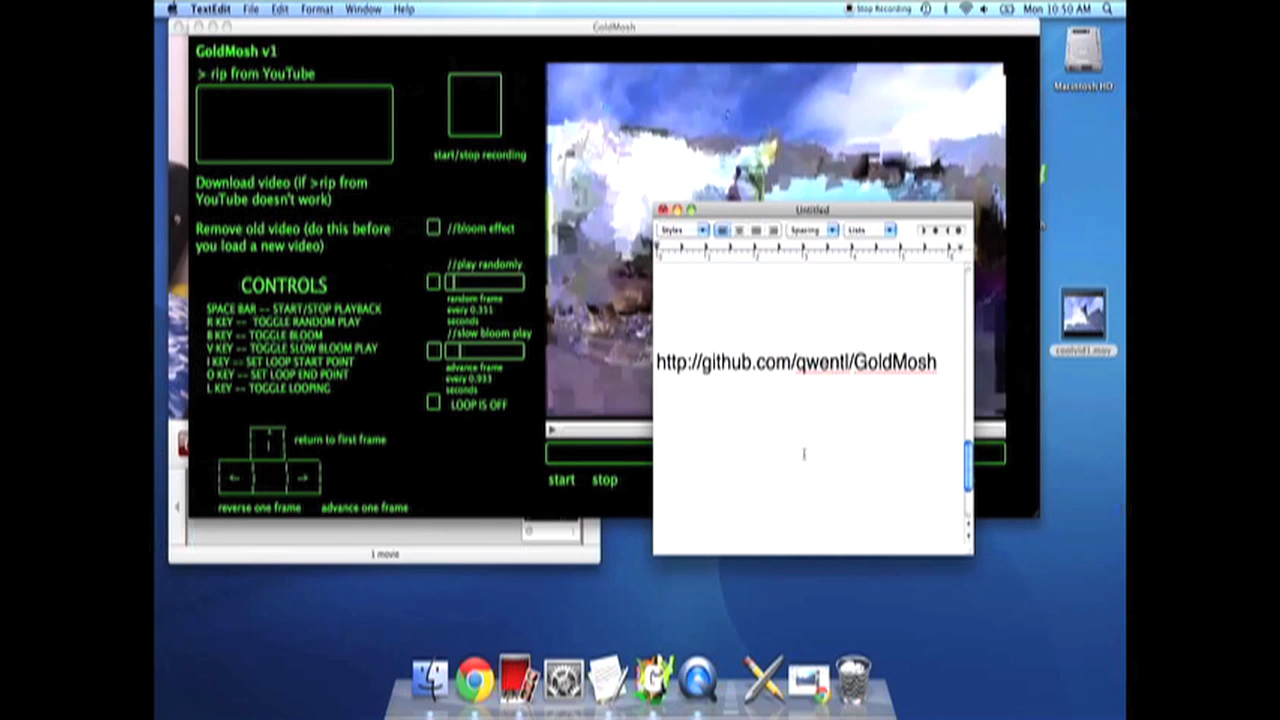 TextEdit File Edit Format Window Help
Stop Recording
Mon 10:50 AM
GoldMosh
GoldMosh v1
> rip from YouTube
Download video (if >rip from
YouTube doesn't work)
Remove old video (do this before
you load a new video)
CONTROLS
SPACE BAR -- START/STOP PLAYBACK
R KEY -- TOGGLE RANDOM PLAY
B KEY -- TOGGLE BLOOM
V KEY -- TOGGLE SLOW BLOOM PLAY
I KEY -- SET LOOP START POINT
O KEY -- SET LOOP END POINT
L KEY -- TOGGLE LOOPING
return to first frame
reverse one frame advance one frame
start/stop recording
//bloom effect
//play randomly
random frame
every 0.351
seconds
//slow bloom play
advance frame
every 0.933
seconds
LOOP IS OFF
start stop
Untitled
Styles Spacing Lists
http://github.com/qwentl/GoldMosh
1 movie
Macintosh HD
coolvid1.mov